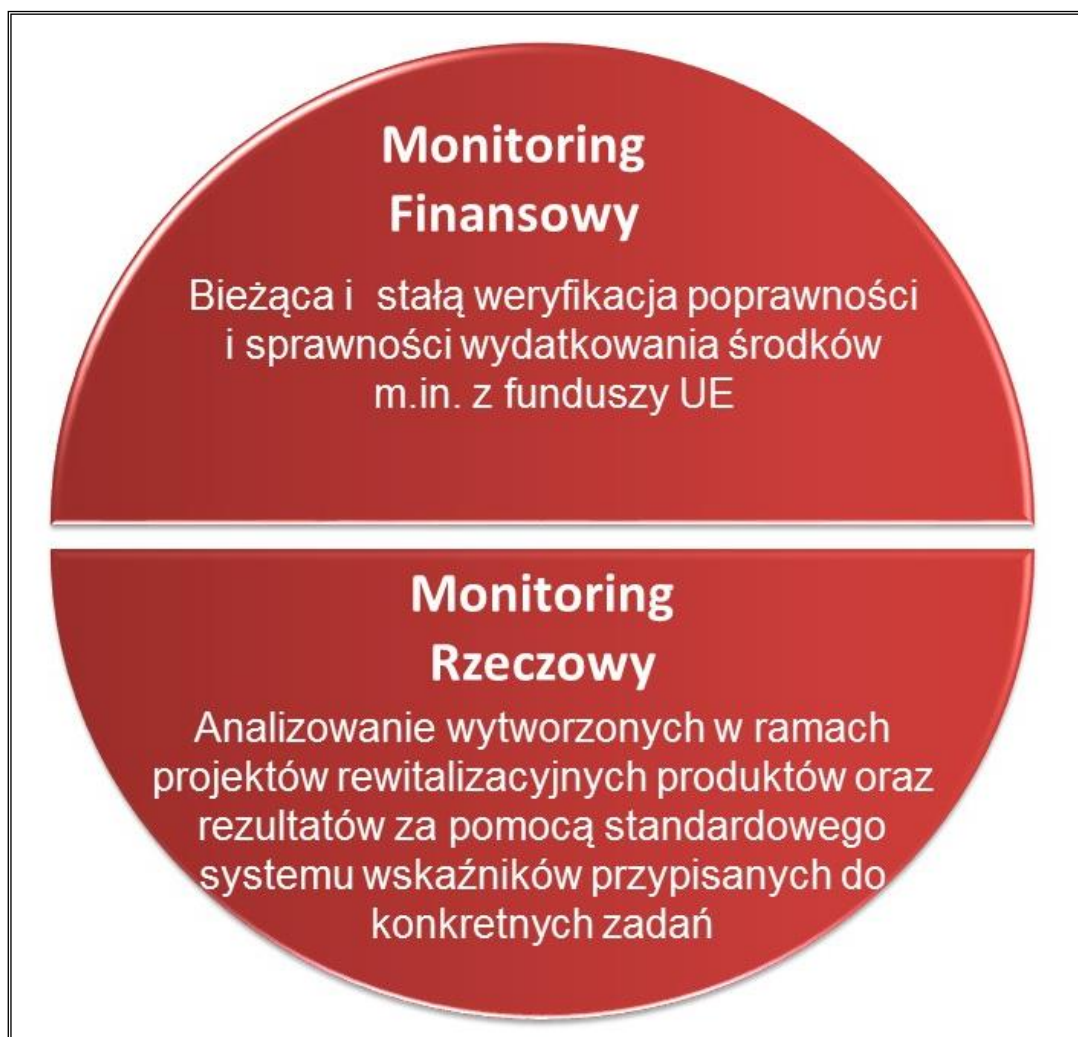 Monitoring
Finansowy
Bieżąca i  stałą weryfikacja poprawności
i sprawności wydatkowania środków
m.in. z funduszy UE
Monitoring
Rzeczowy
Analizowanie wytworzonych w ramach
projektów rewitalizacyjnych produktów oraz
rezultatów za pomocą standardowego
systemu wskaźników przypisanych do
konkretnych zadań